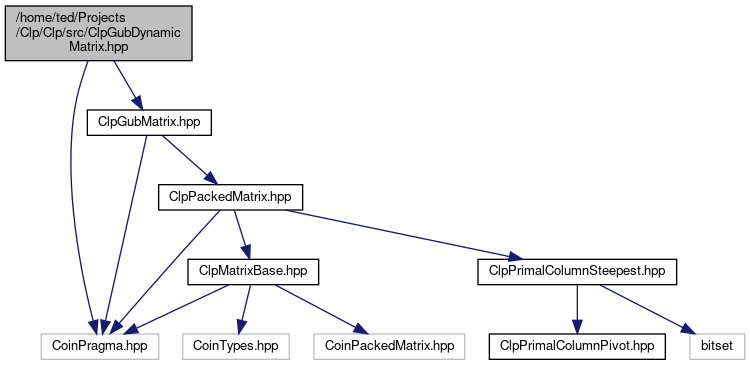 /home/ted/Projects
/Clp/Clp/src/ClpGubDynamic
Matrix.hpp
ClpGubMatrix.hpp
ClpPackedMatrix.hpp
ClpMatrixBase.hpp
ClpPrimalColumnSteepest.hpp
CoinPragma.hpp
CoinTypes.hpp
CoinPackedMatrix.hpp
ClpPrimalColumnPivot.hpp
bitset